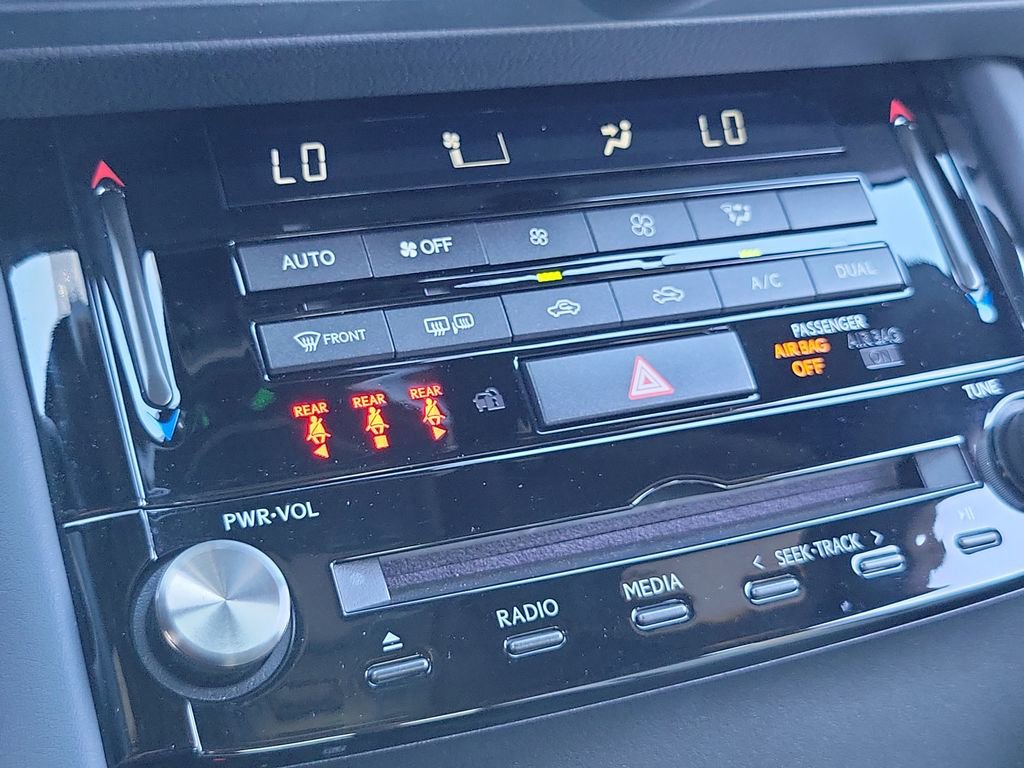 LO LO
AUTO OFF
FRONT A/C DUAL
PASSENGER
AIR BAG AIR BAG
OFF ON
REAR REAR REAR
TUNE
PWR·VOL
< SEEK·TRACK >
RADIO MEDIA